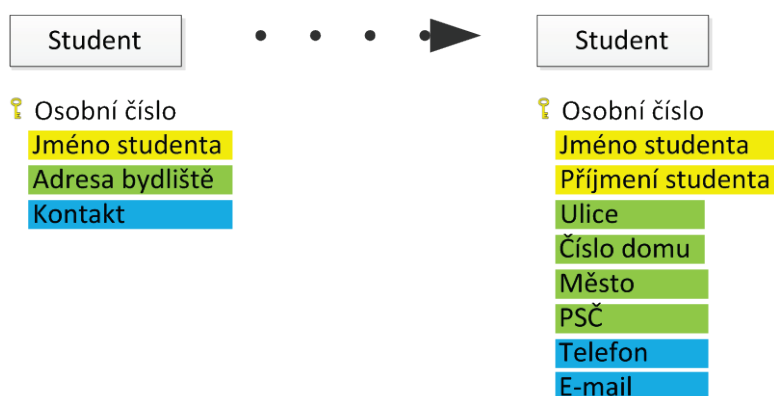 Student
Osobní číslo
Jméno studenta
Adresa bydliště
Kontakt
Student
Osobní číslo
Jméno studenta
Příjmení studenta
Ulice
Číslo domu
Město
PSČ
Telefon
E-mail